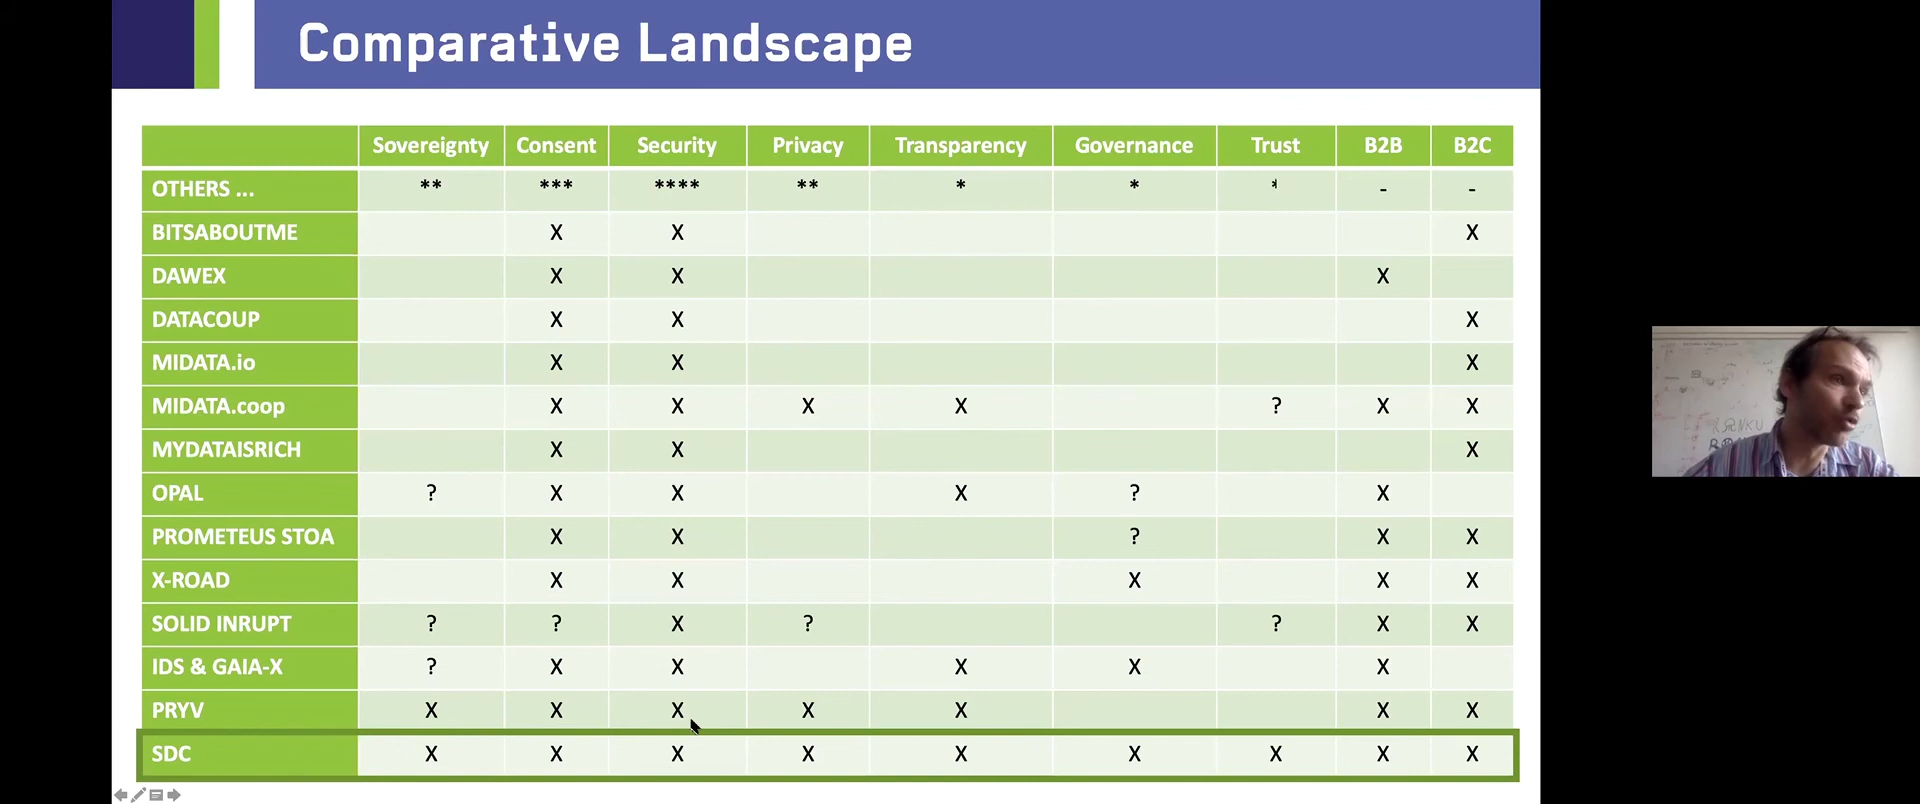 Comparative Landscape
Sovereignty Consent Security Privacy Transparency Governance Trust B2B B2C
OTHERS ... ** *** **** ** * * * - -
BITSABOUTME X X X
DAWEX X X X
DATACOUP X X X
MIDATA.io X X X
MIDATA.coop X X X X ? X X
MYDATAISRICH X X X
OPAL ? X X X ? X
PROMETEUS STOA X X ? X X
X-ROAD X X X X X
SOLID INRUPT ? ? X ? ? X X
IDS & GAIA-X ? X X X X X
PRYV X X X X X X X
SDC X X X X X X X X X